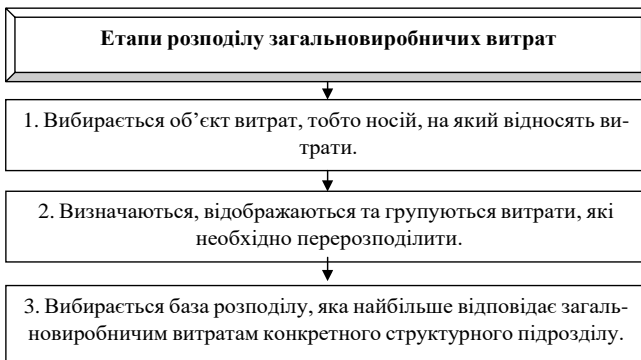 Етапи розподілу загальновиробничих витрат
1. Вибирається об’єкт витрат, тобто носій, на який відносять ви-
трати.
2. Визначаються, відображаються та групуються витрати, які
необхідно перерозподілити.
3. Вибирається база розподілу, яка найбільше відповідає загаль-
новиробничим витратам конкретного структурного підрозділу.